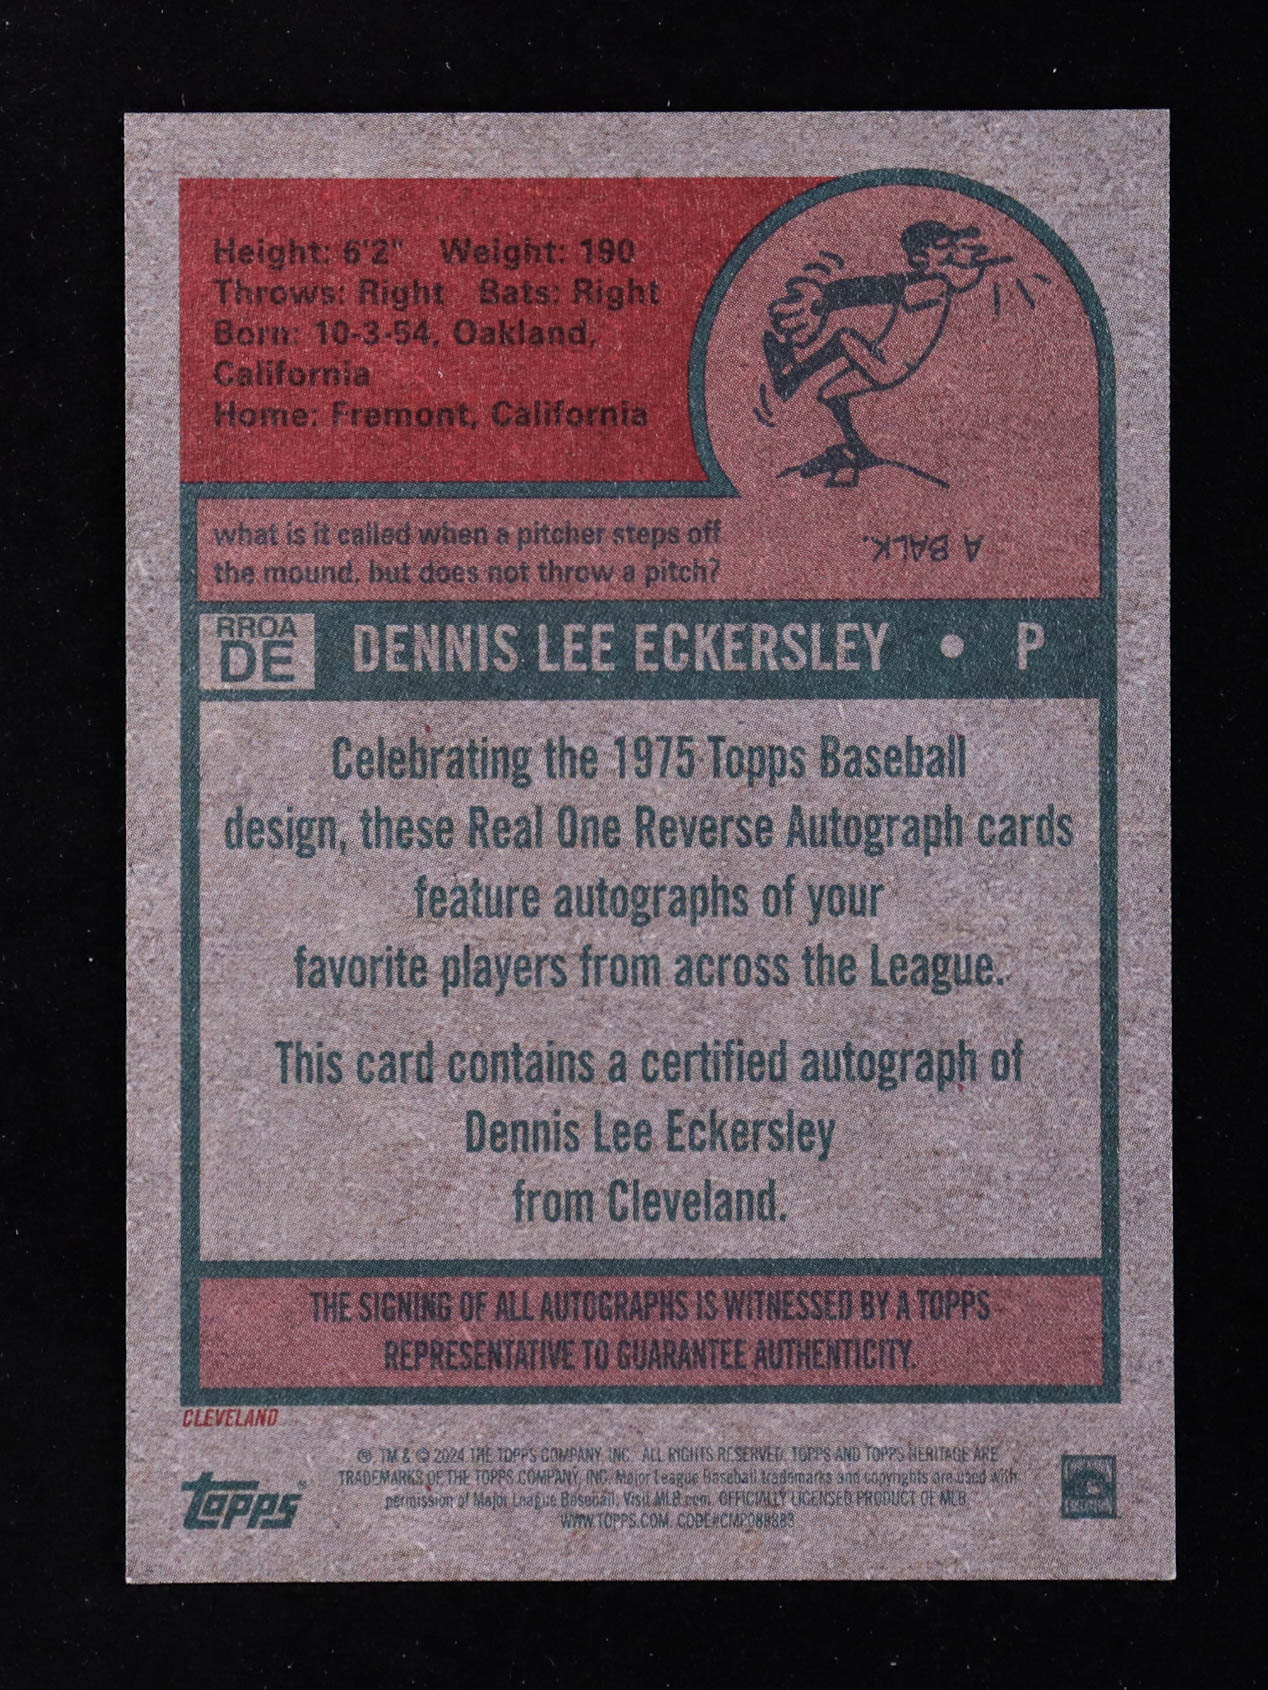 Height: 6'2" Weight: 190
Throws: Right Bats: Right
Born: 10-3-54, Oakland,
California
Home: Fremont, California
what is it called when a pitcher steps off
the mound, but does not throw a pitch?
A BALK.
RROA
DE
DENNIS LEE ECKERSLEY • P
Celebrating the 1975 Topps Baseball
design, these Real One Reverse Autograph cards
feature autographs of your
favorite players from across the League.
This card contains a certified autograph of
Dennis Lee Eckersley
from Cleveland.
THE SIGNING OF ALL AUTOGRAPHS IS WITNESSED BY A TOPPS
REPRESENTATIVE TO GUARANTEE AUTHENTICITY.
CLEVELAND
® TM & © 2024 THE TOPPS COMPANY, INC. ALL RIGHTS RESERVED. TOPPS AND TOPPS HERITAGE ARE
TRADEMARKS OF THE TOPPS COMPANY, INC. Major League Baseball trademarks and copyrights are used with
permission of Major League Baseball. Visit MLB.com. OFFICIALLY LICENSED PRODUCT OF MLB
WWW.TOPPS.COM. CODE#CMP088883
Topps